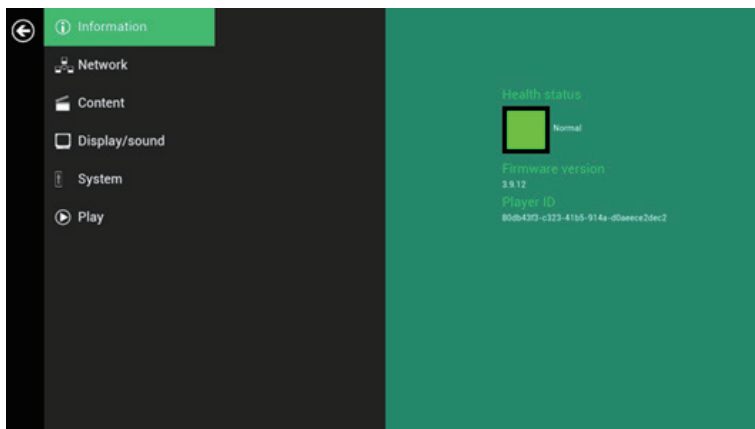 Information
Network
Content
Display/sound
System
Play
Health status
Normal
Firmware version
3.9.12
Player ID
80db43f3-c323-41b5-914a-d0aeece2dec2